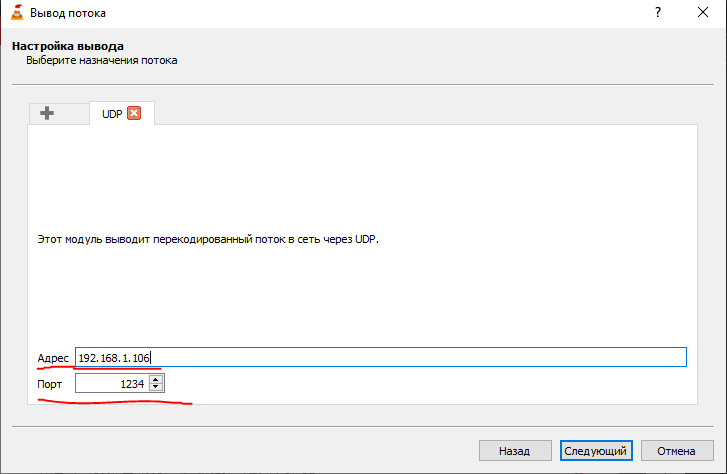 Вывод потока
?
Настройка вывода
Выберите назначения потока
UDP
Этот модуль выводит перекодированный поток в сеть через UDP.
Адрес 192.168.1.106
Порт 1234
Назад Следующий Отмена